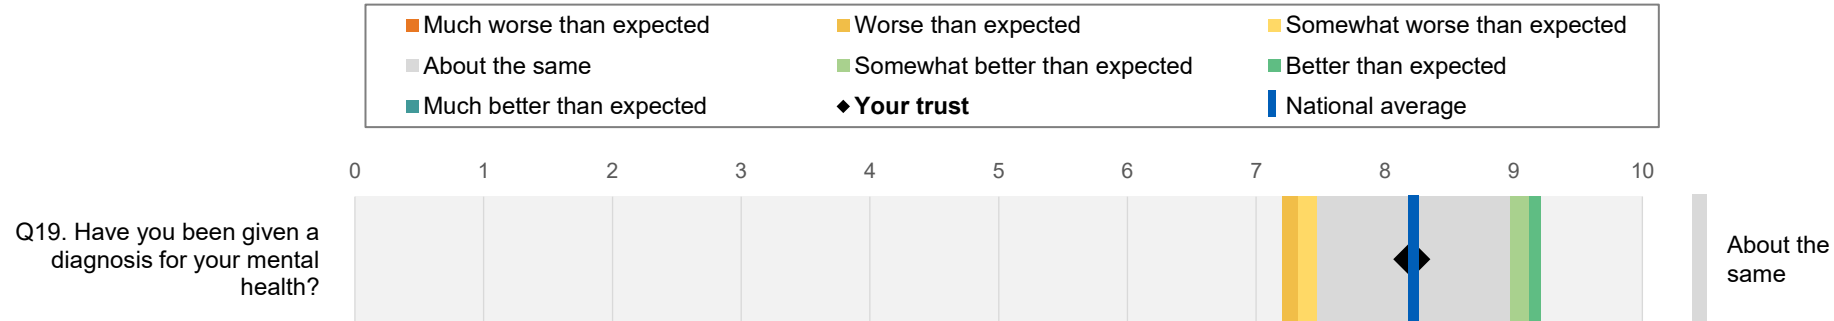 Much worse than expected
Worse than expected
Somewhat worse than expected
About the same
Somewhat better than expected
Better than expected
Much better than expected
Your trust
National average
0 1 2 3 4 5 6 7 8 9 10
Q19. Have you been given a
diagnosis for your mental
health?
About the
same